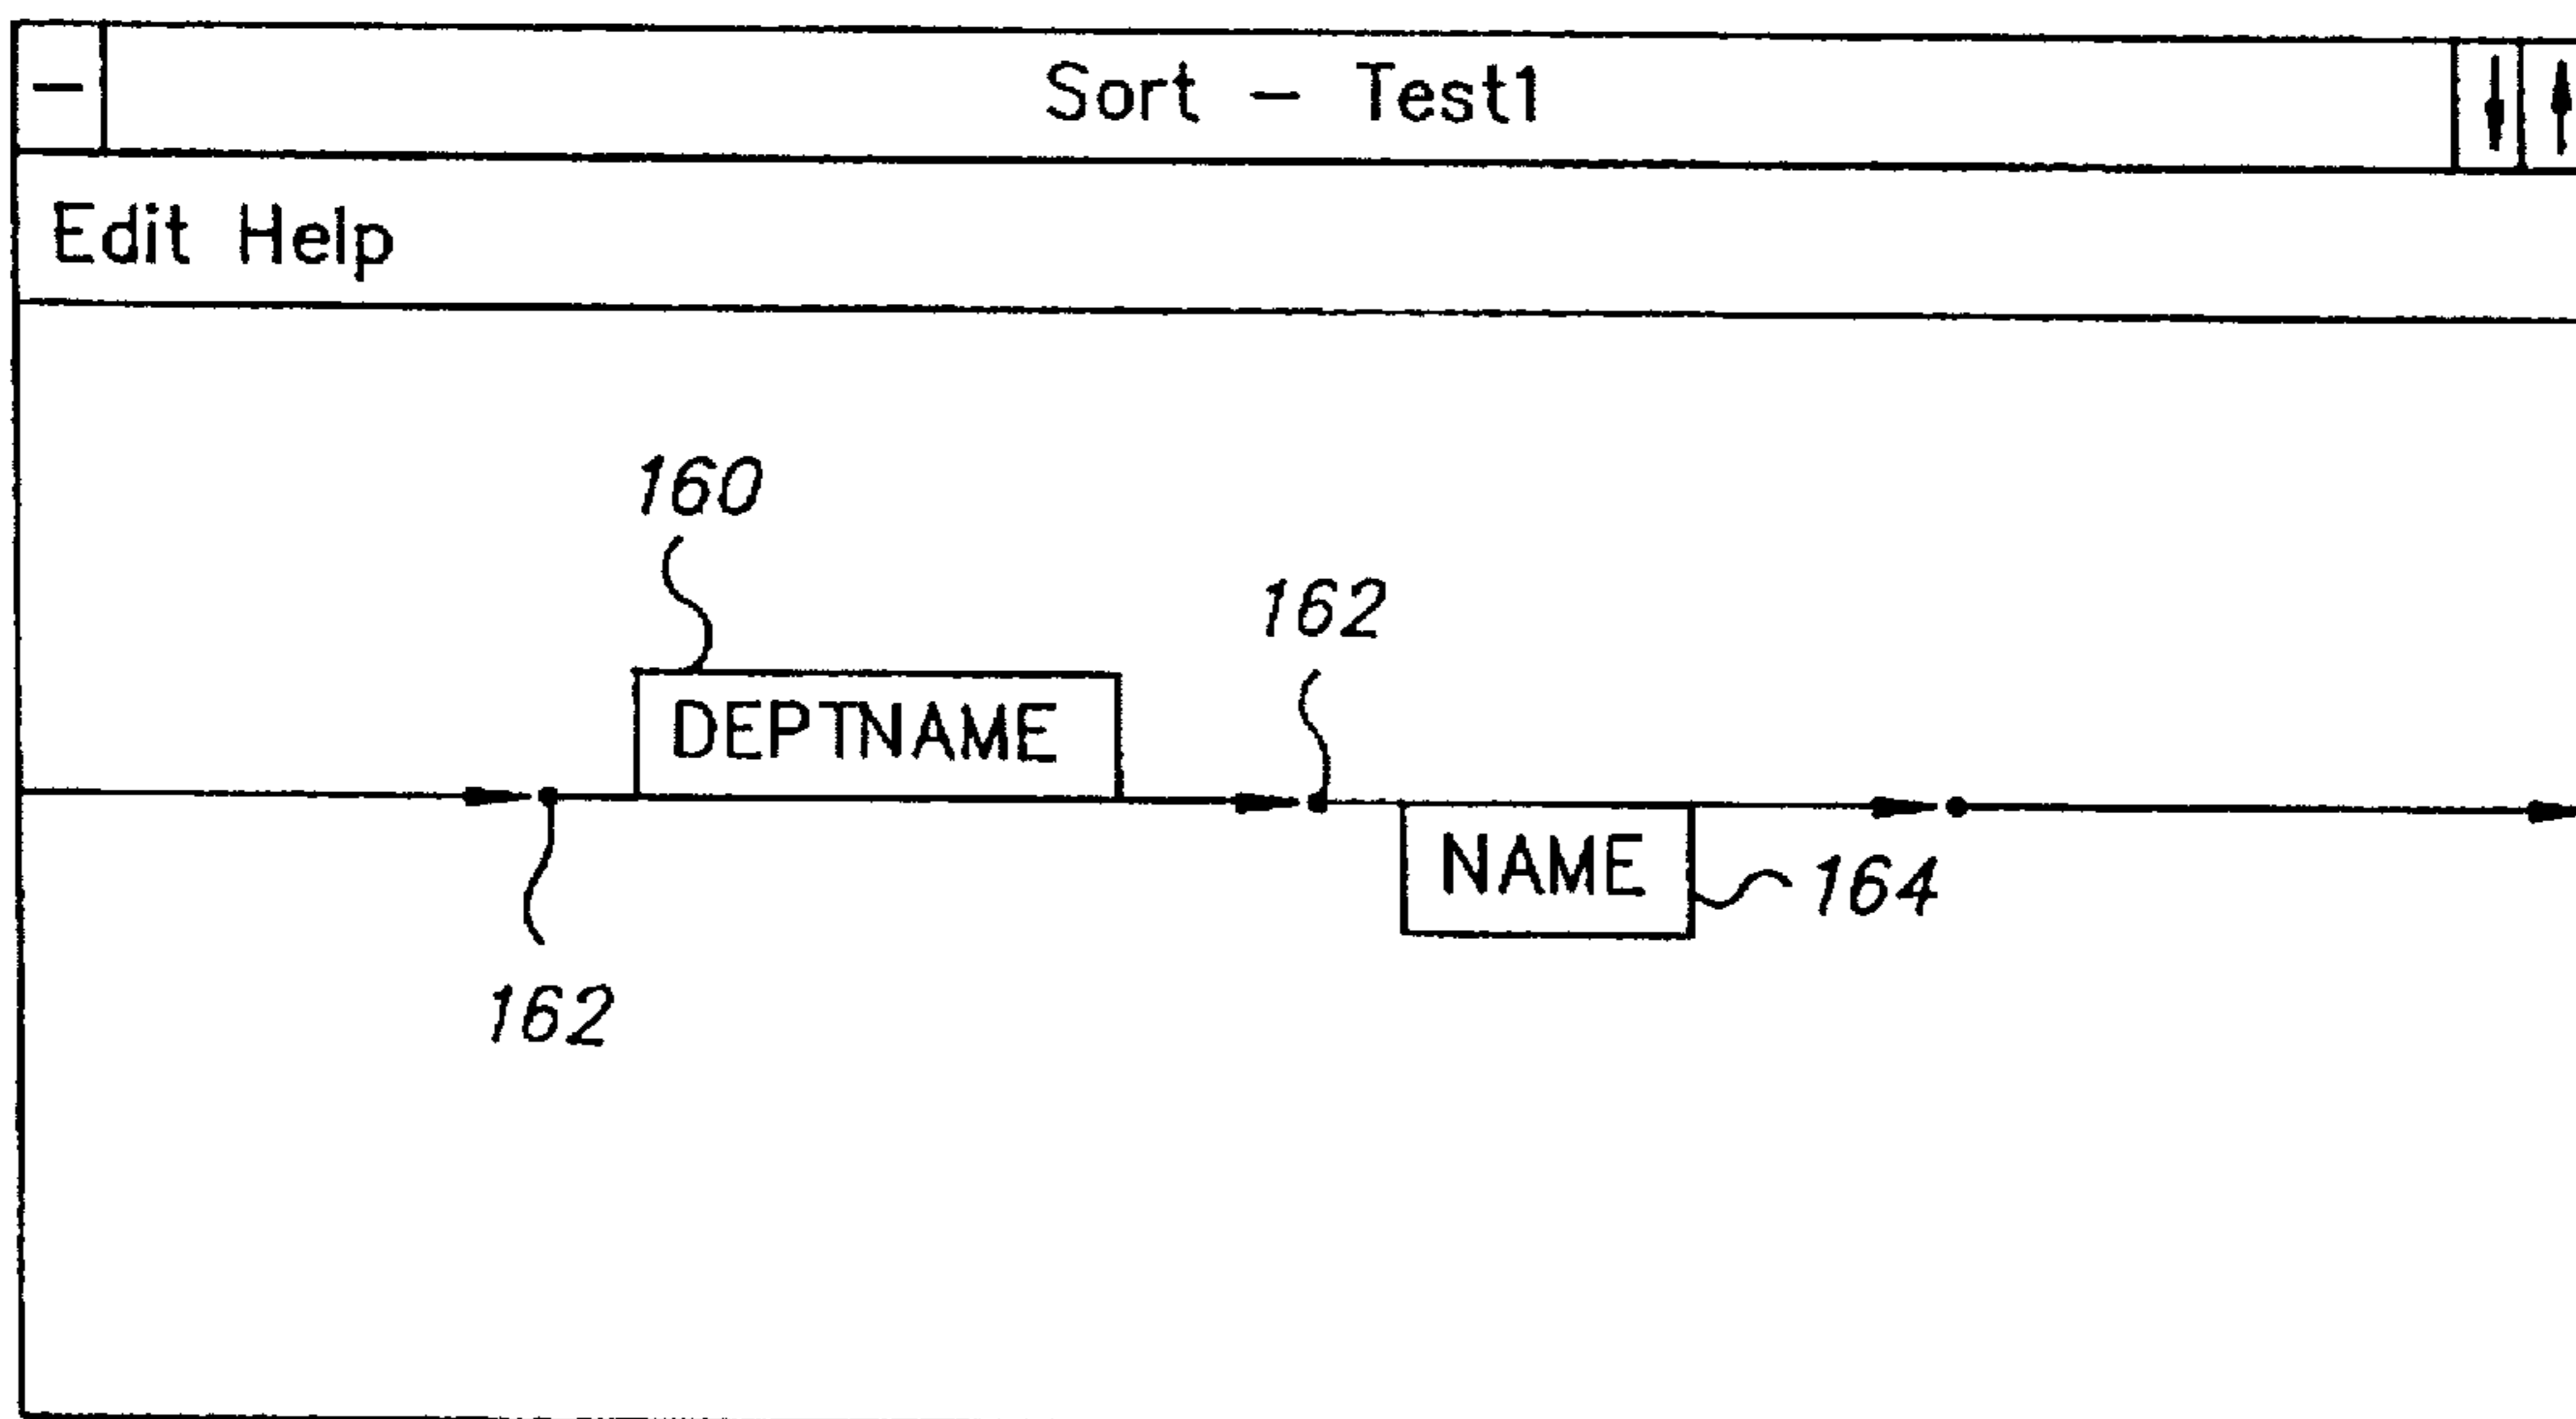 Sort – Test1
Edit Help
160
162
DEPTNAME
NAME
164
162